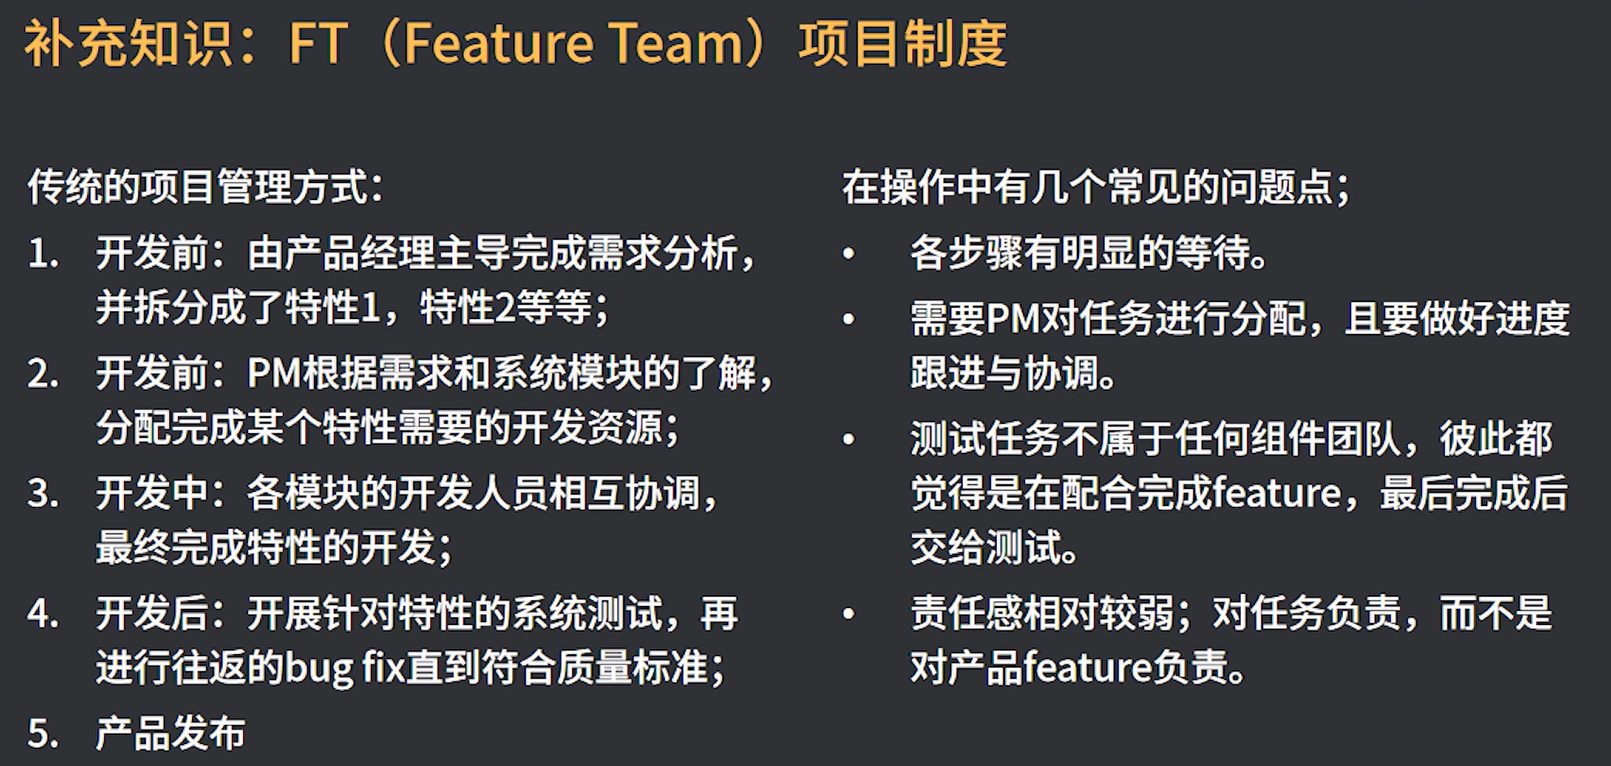 补充知识：FT（Feature Team）项目制度
传统的项目管理方式：
1. 开发前：由产品经理主导完成需求分析，
并拆分成了特性1，特性2等等；
2. 开发前：PM根据需求和系统模块的了解，
分配完成某个特性需要的开发资源；
3. 开发中：各模块的开发人员相互协调，
最终完成特性的开发；
4. 开发后：开展针对特性的系统测试，再
进行往返的bug fix直到符合质量标准；
5. 产品发布
在操作中有几个常见的问题点；
• 各步骤有明显的等待。
• 需要PM对任务进行分配，且要做好进度
跟进与协调。
• 测试任务不属于任何组件团队，彼此都
觉得是在配合完成feature，最后完成后
交给测试。
• 责任感相对较弱；对任务负责，而不是
对产品feature负责。